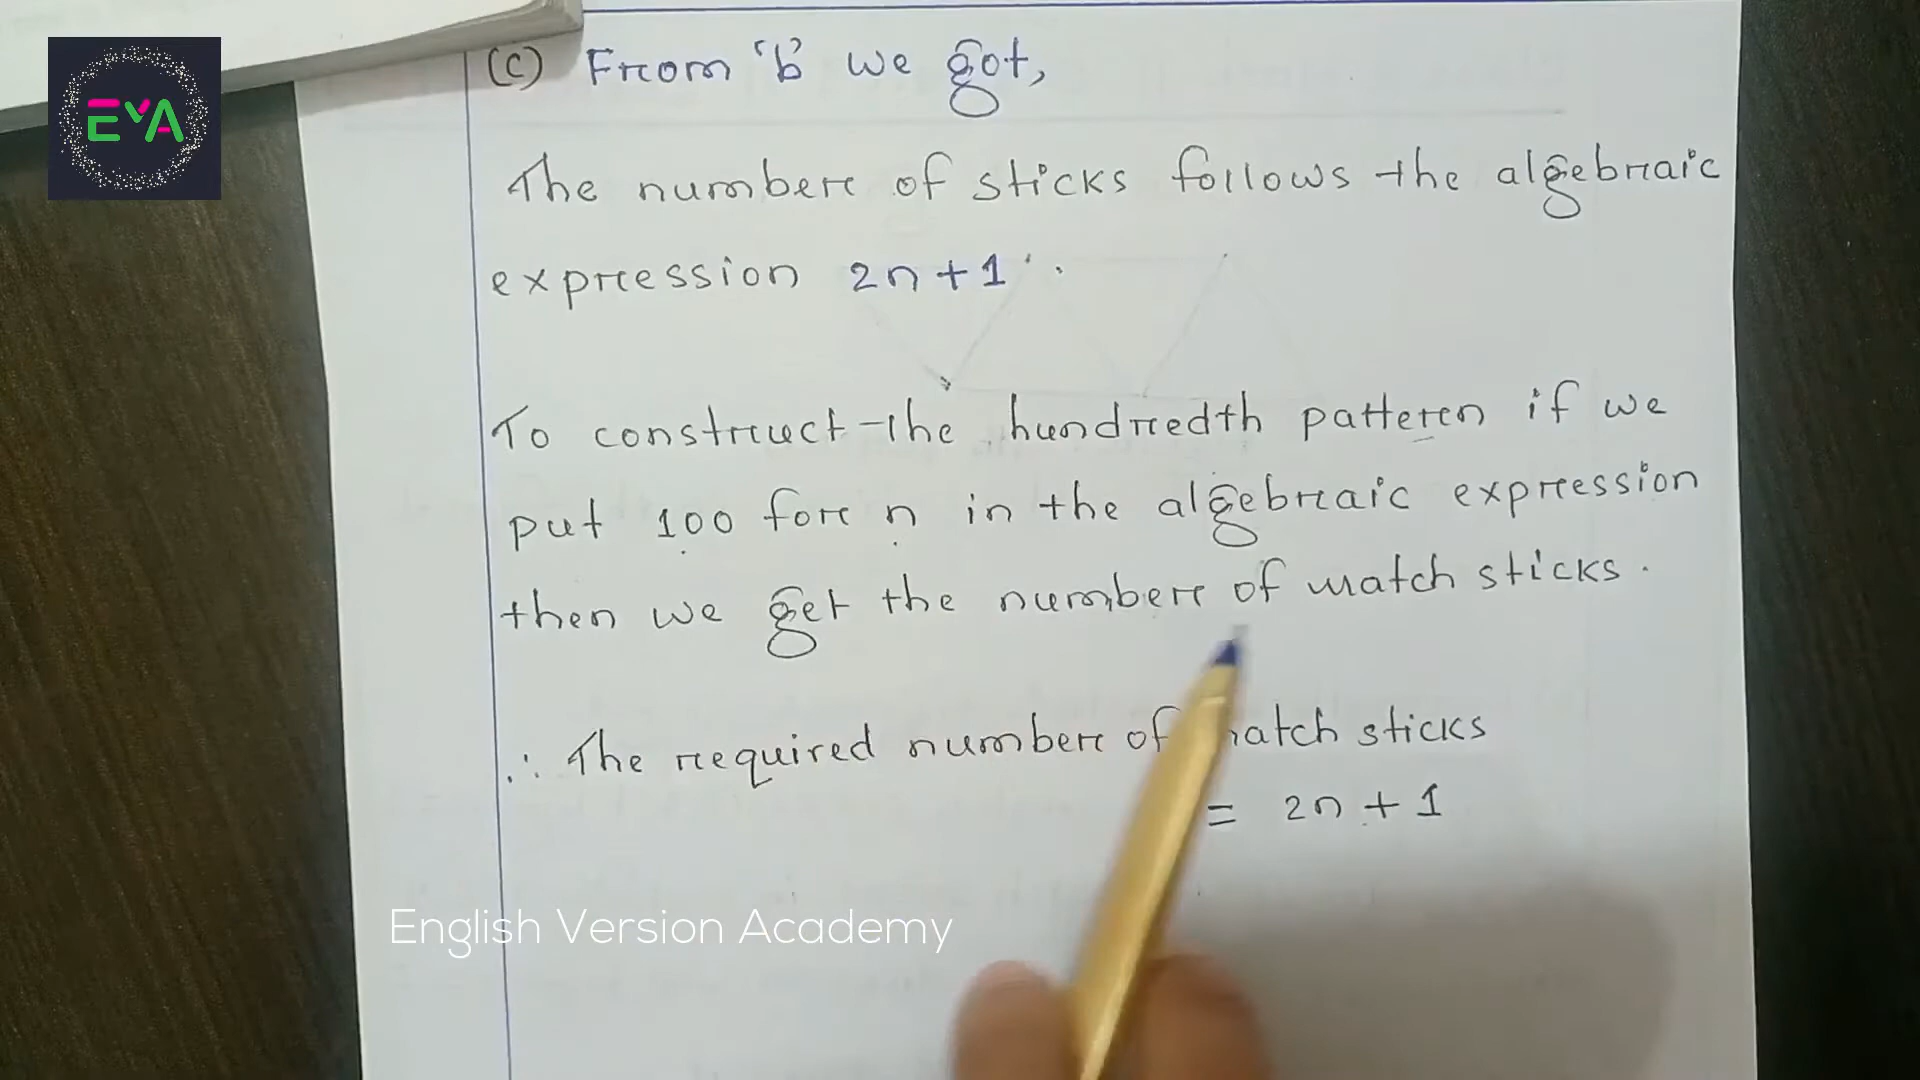 EVA
(C) From 'b' we got,
The number of sticks follows the algebraic
expression 2n+1.
To construct the hundredth pattern if we
put 100 for n in the algebraic expression
then we get the number of match sticks.
∴ The required number of match sticks
= 2n + 1
English Version Academy